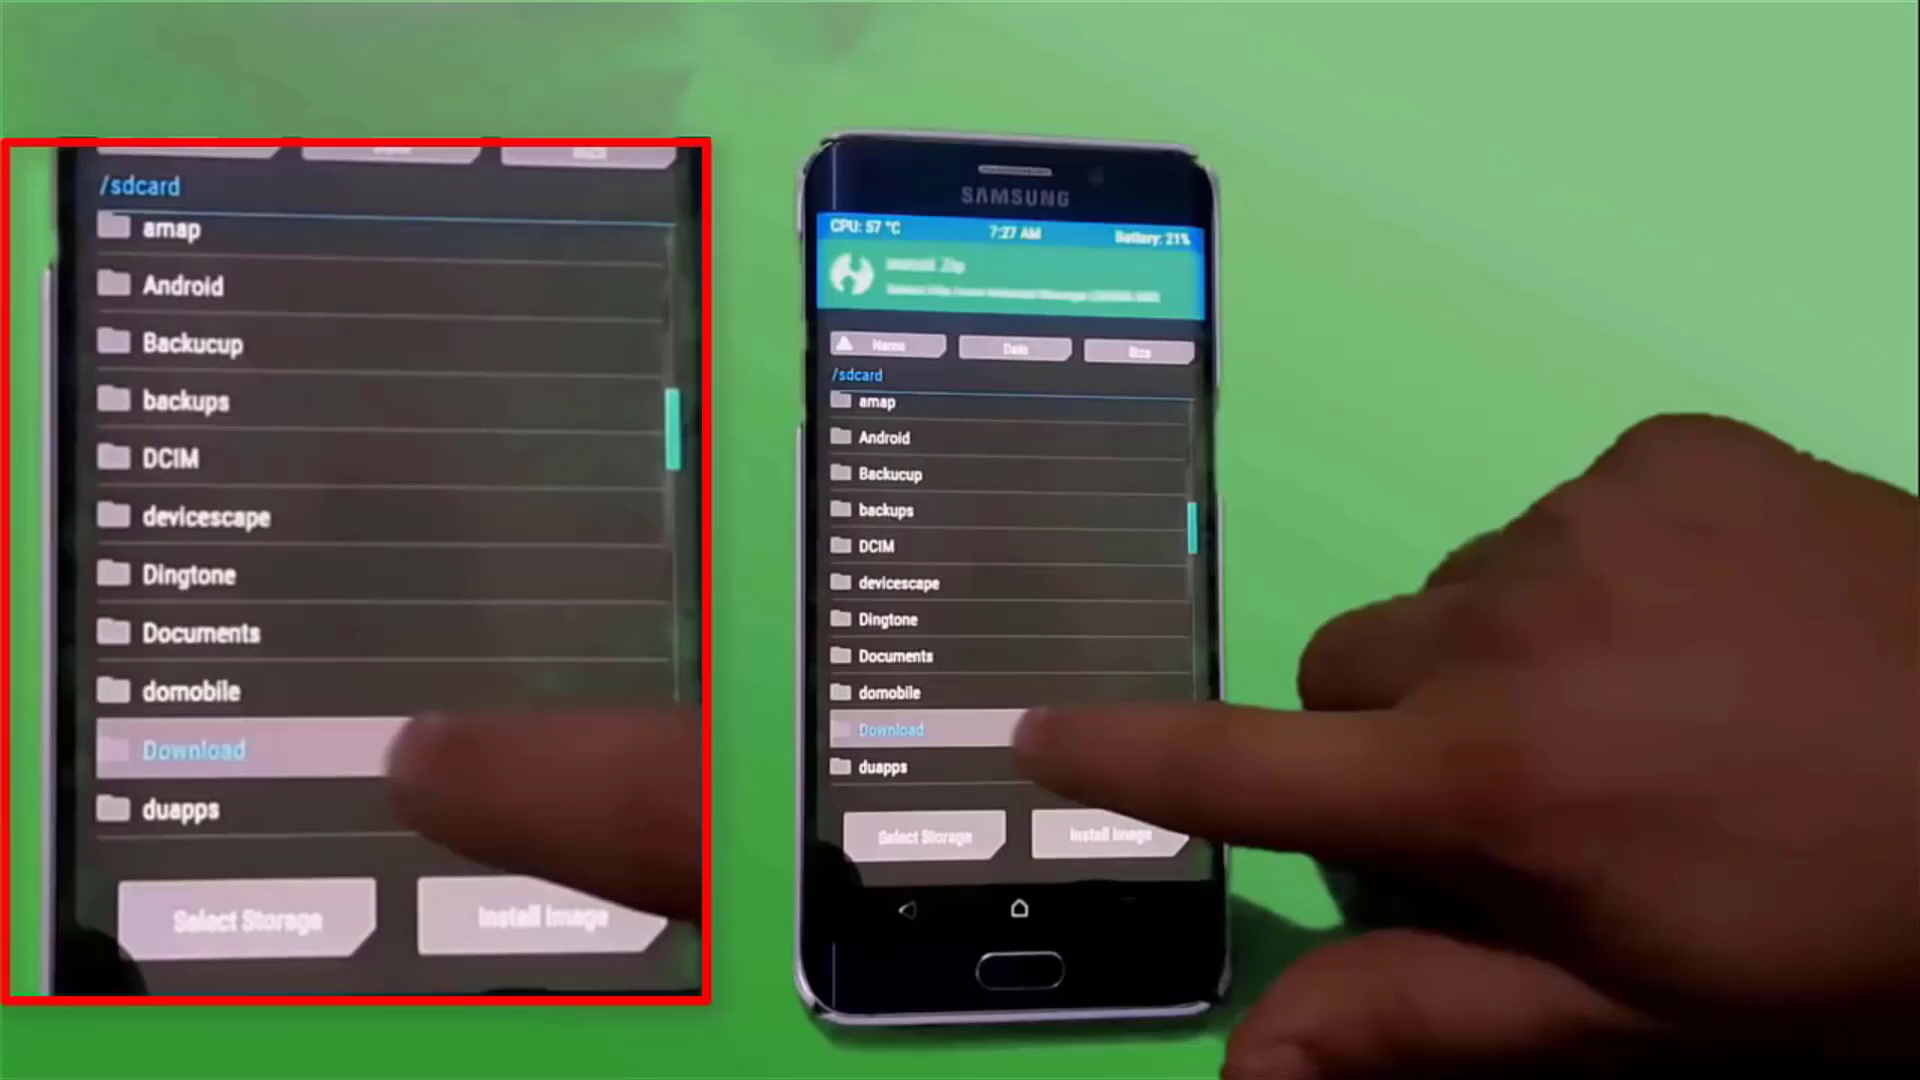 /sdcard
amap
Android
Backucup
backups
DCIM
devicescape
Dingtone
Documents
domobile
Download
duapps
Select Storage
Install Image
SAMSUNG
CPU: 57 °C
7:27 AM
Battery: 21%
Install Zip
Name
Date
Size
/sdcard
amap
Android
Backucup
backups
DCIM
devicescape
Dingtone
Documents
domobile
Download
duapps
Select Storage
Install Image